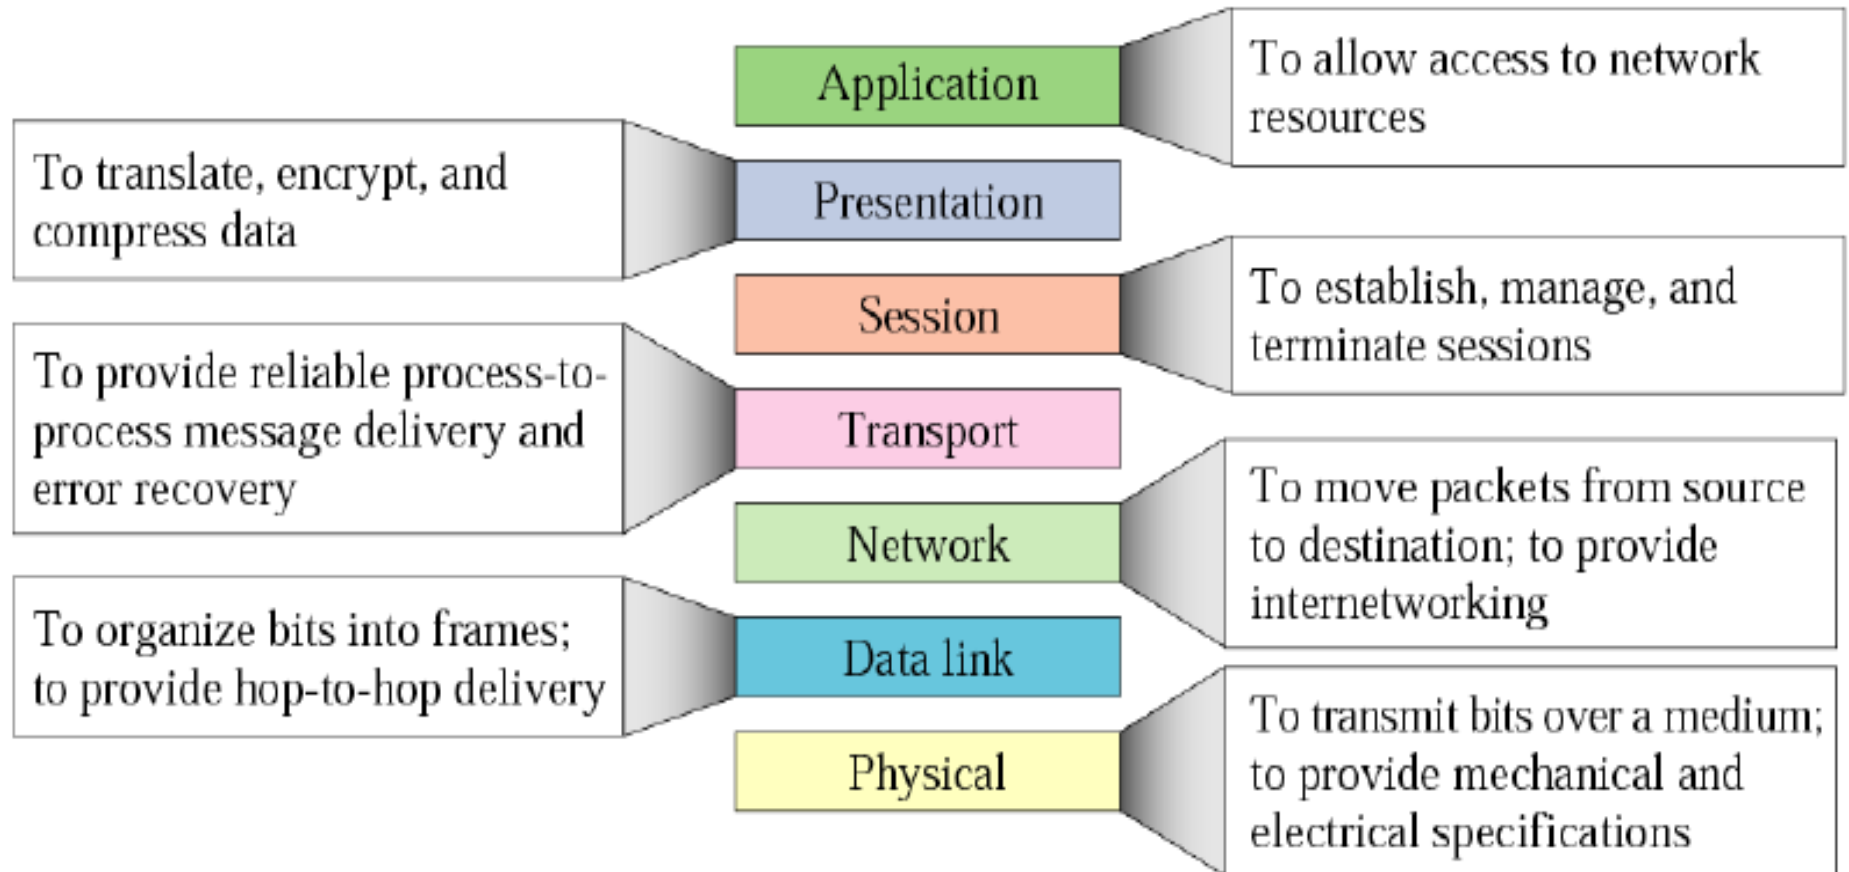 Application
To allow access to network
resources
To translate, encrypt, and
compress data
Presentation
Session
To establish, manage, and
terminate sessions
To provide reliable process-to-
process message delivery and
error recovery
Transport
Network
To move packets from source
to destination; to provide
internetworking
To organize bits into frames;
to provide hop-to-hop delivery
Data link
Physical
To transmit bits over a medium;
to provide mechanical and
electrical specifications